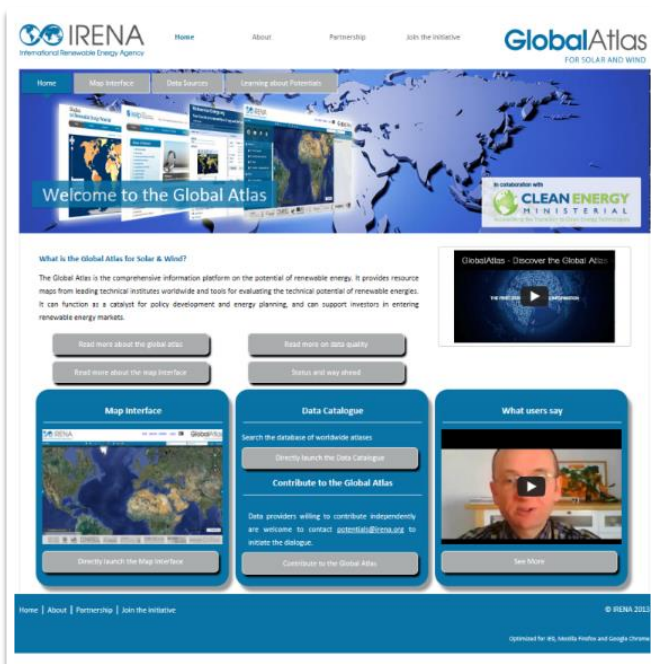 IRENA
International Renewable Energy Agency
Home About Partnership Join the initiative
GlobalAtlas
FOR SOLAR AND WIND
Home Map Interface Data Sources Learning about Potentials
Welcome to the Global Atlas
In collaboration with
CLEAN ENERGY
MINISTERIAL
What is the Global Atlas for Solar & Wind?
The Global Atlas is the comprehensive information platform on the potential of renewable energy. It provides resource
maps from leading technical institutes worldwide and tools for evaluating the technical potential of renewable energies.
It can function as a catalyst for policy development and energy planning, and can support investors in entering
renewable energy markets.
GlobalAtlas - Discover the Global Atlas
Read more about the global atlas
Read more on data quality
Read more about the map interface
Status and way ahead
Map Interface
IRENA
GlobalAtlas
Directly launch the Map Interface
Data Catalogue
Search the database of worldwide atlases
Directly launch the Data Catalogue
Contribute to the Global Atlas
Data providers willing to contribute independently
are welcome to contact potentials@irena.org to
initiate the dialogue.
Contribute to the Global Atlas
What users say
See More
Home | About | Partnership | Join the initiative
© IRENA 2013
Optimized for IE9, Mozilla Firefox and Google Chrome